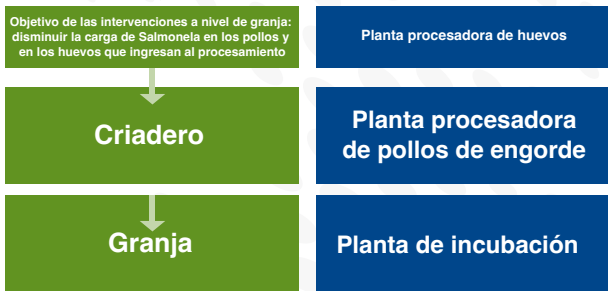 Objetivo de las intervenciones a nivel de granja:
disminuir la carga de Salmonela en los pollos y
en los huevos que ingresan al procesamiento
Planta procesadora de huevos
Criadero
Planta procesadora
de pollos de engorde
Granja
Planta de incubación